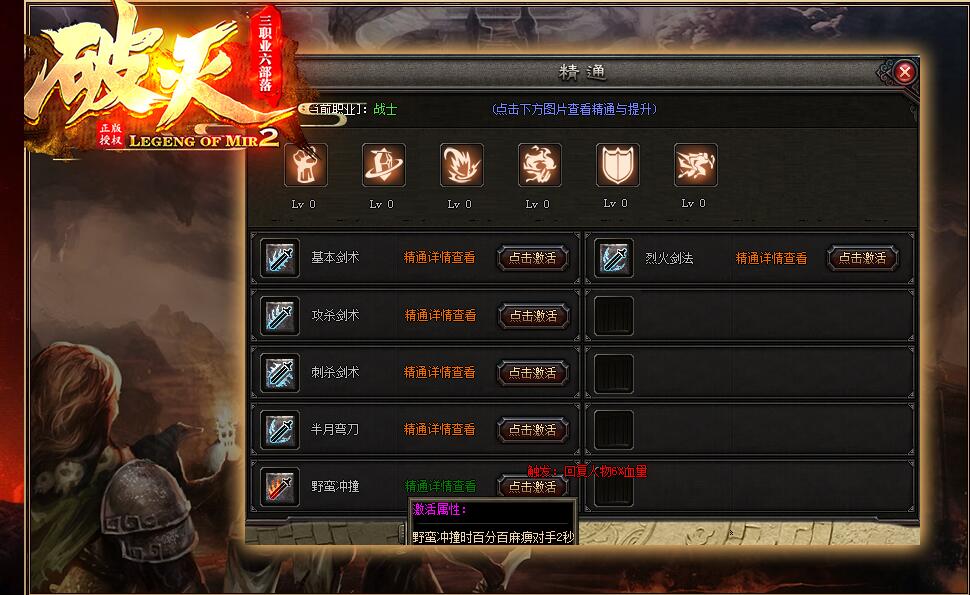 破灭
三职业六部落
正版
授权
LEGENG OF MIR 2
精通
当前职业]: 战士
(点击下方图片查看精通与提升)
Lv 0
Lv 0
Lv 0
Lv 0
Lv 0
Lv 0
基本剑术 精通详情查看 点击激活
烈火剑法 精通详情查看 点击激活
攻杀剑术 精通详情查看 点击激活
刺杀剑术 精通详情查看 点击激活
半月弯刀 精通详情查看 点击激活
触发: 回复人物6%血量
野蛮冲撞 精通详情查看 点击激活
激活属性:
野蛮冲撞时百分百麻痹对手2秒